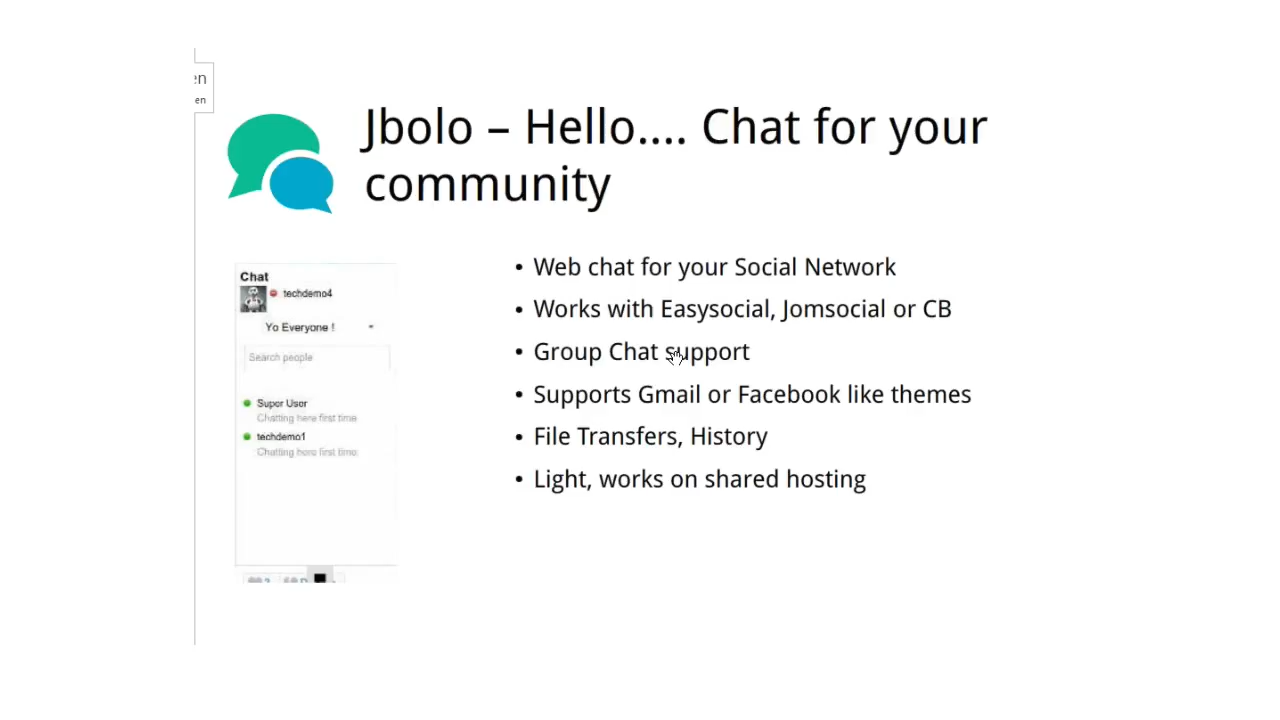 en
en
Jbolo – Hello.... Chat for your
community
• Web chat for your Social Network
• Works with Easysocial, Jomsocial or CB
• Group Chat support
• Supports Gmail or Facebook like themes
• File Transfers, History
• Light, works on shared hosting
Chat
techdemo4
Yo Everyone !
Search people
Super User
Chatting here first time
techdemo1
Chatting here first time